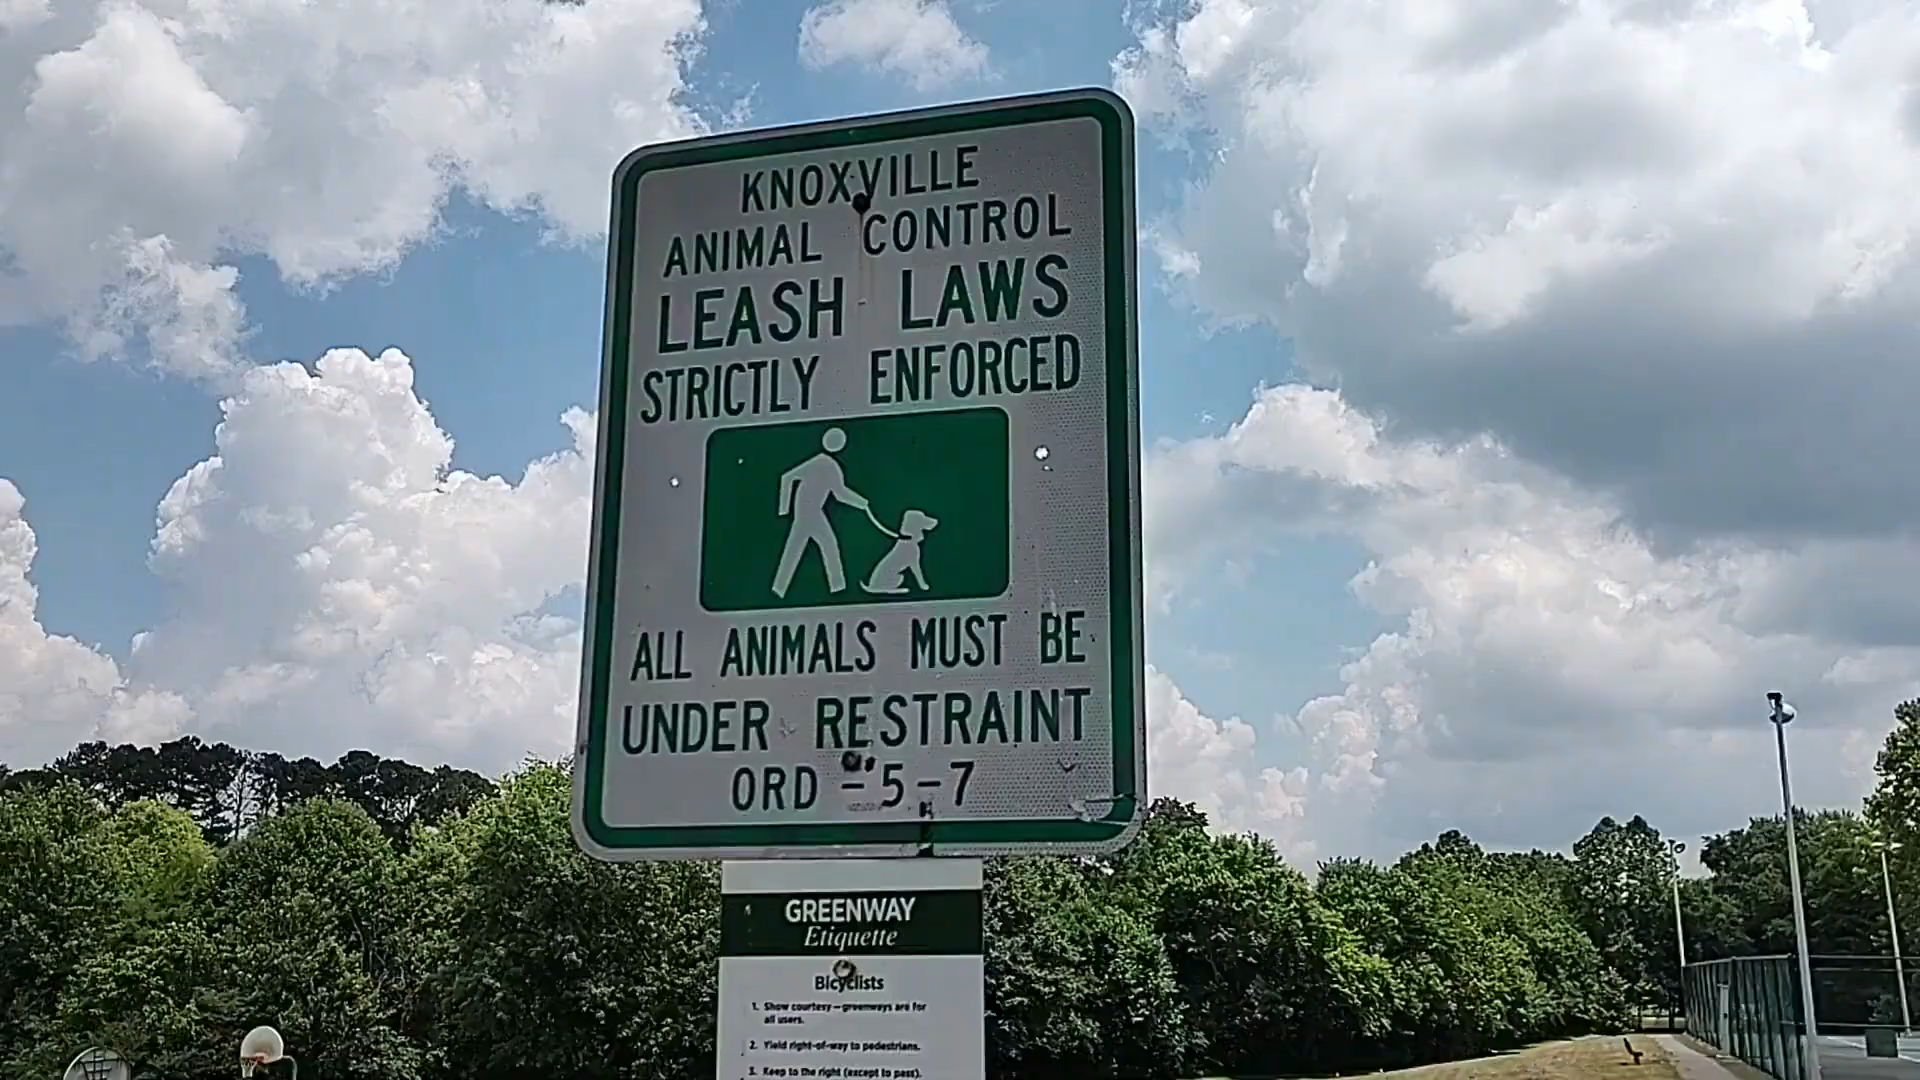 KNOXVILLE
ANIMAL CONTROL
LEASH LAWS
STRICTLY ENFORCED
ALL ANIMALS MUST BE
UNDER RESTRAINT
ORD - 5-7
GREENWAY
Etiquette
Bicyclists
1. Show courtesy—greenways are for
all users.
2. Yield right-of-way to pedestrians.
3. Keep to the right (except to pass).